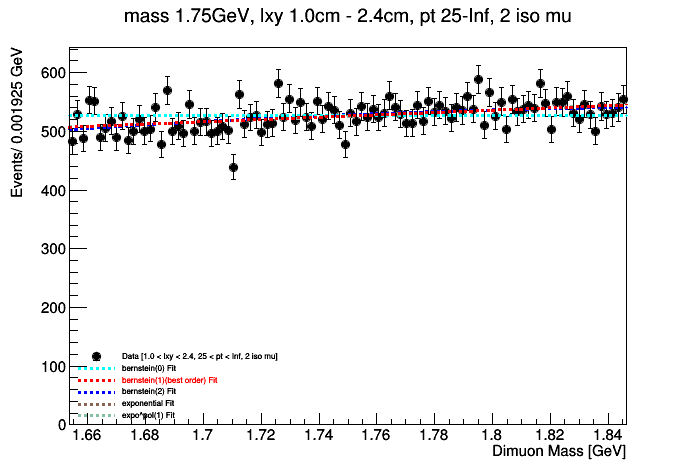 mass 1.75GeV, lxy 1.0cm - 2.4cm, pt 25-Inf, 2 iso mu
Events/ 0.001925 GeV
600
500
400
300
200
100
0
Data [1.0 < lxy < 2.4, 25 < pt < Inf, 2 iso mu]
bernstein(0) Fit
bernstein(1)(best order) Fit
bernstein(2) Fit
exponential Fit
expo*pol(1) Fit
1.66 1.68 1.7 1.72 1.74 1.76 1.78 1.8 1.82 1.84
Dimuon Mass [GeV]